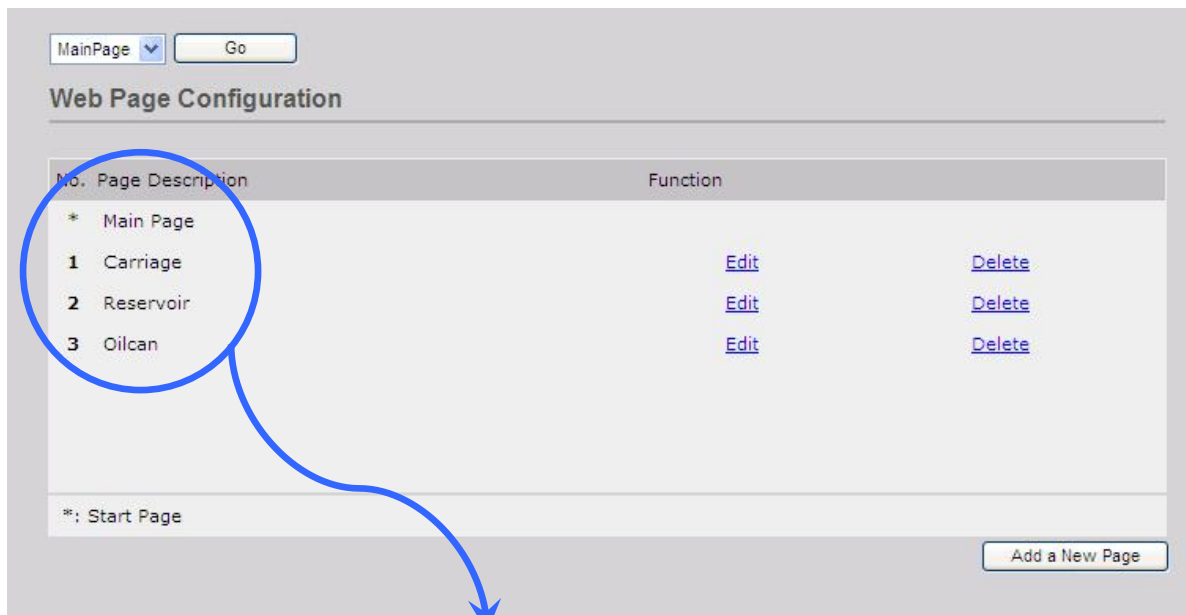 MainPage Go
Web Page Configuration
No. Page Description Function
* Main Page
1 Carriage Edit Delete
2 Reservoir Edit Delete
3 Oilcan Edit Delete
*: Start Page
Add a New Page